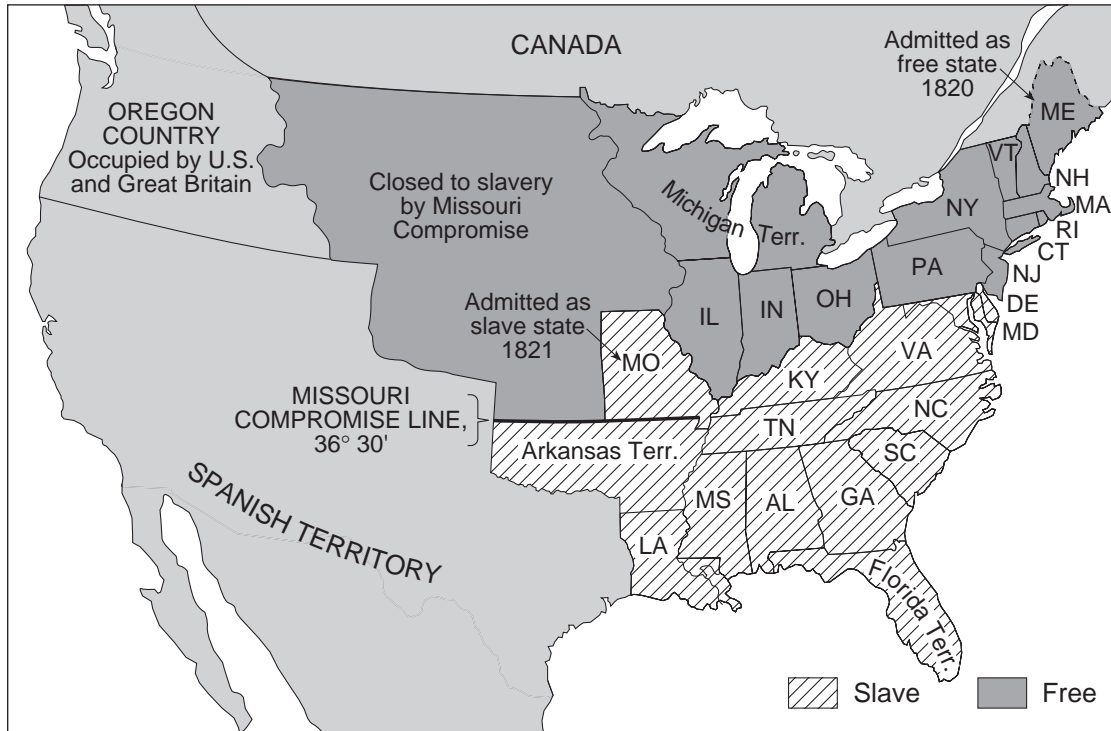 CANADA
Admitted as
free state
1820
ME
OREGON
COUNTRY
Occupied by U.S.
and Great Britain
Closed to slavery
by Missouri
Compromise
Michigan Terr.
VT
NH
MA
NY
RI
CT
PA
NJ
DE
MD
Admitted as
slave state
1821
IL
IN
OH
MO
VA
KY
MISSOURI
COMPROMISE LINE,
36° 30'
NC
TN
Arkansas Terr.
SC
SPANISH TERRITORY
MS
AL
GA
LA
Florida Terr.
Slave
Free